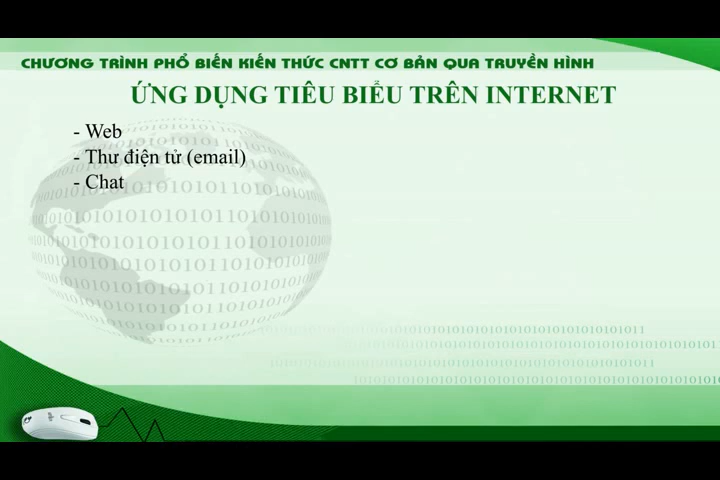 CHƯƠNG TRÌNH PHỔ BIẾN KIẾN THỨC CNTT CƠ BẢN QUA TRUYỀN HÌNH
ỨNG DỤNG TIÊU BIỂU TRÊN INTERNET
- Web
- Thư điện tử (email)
- Chat